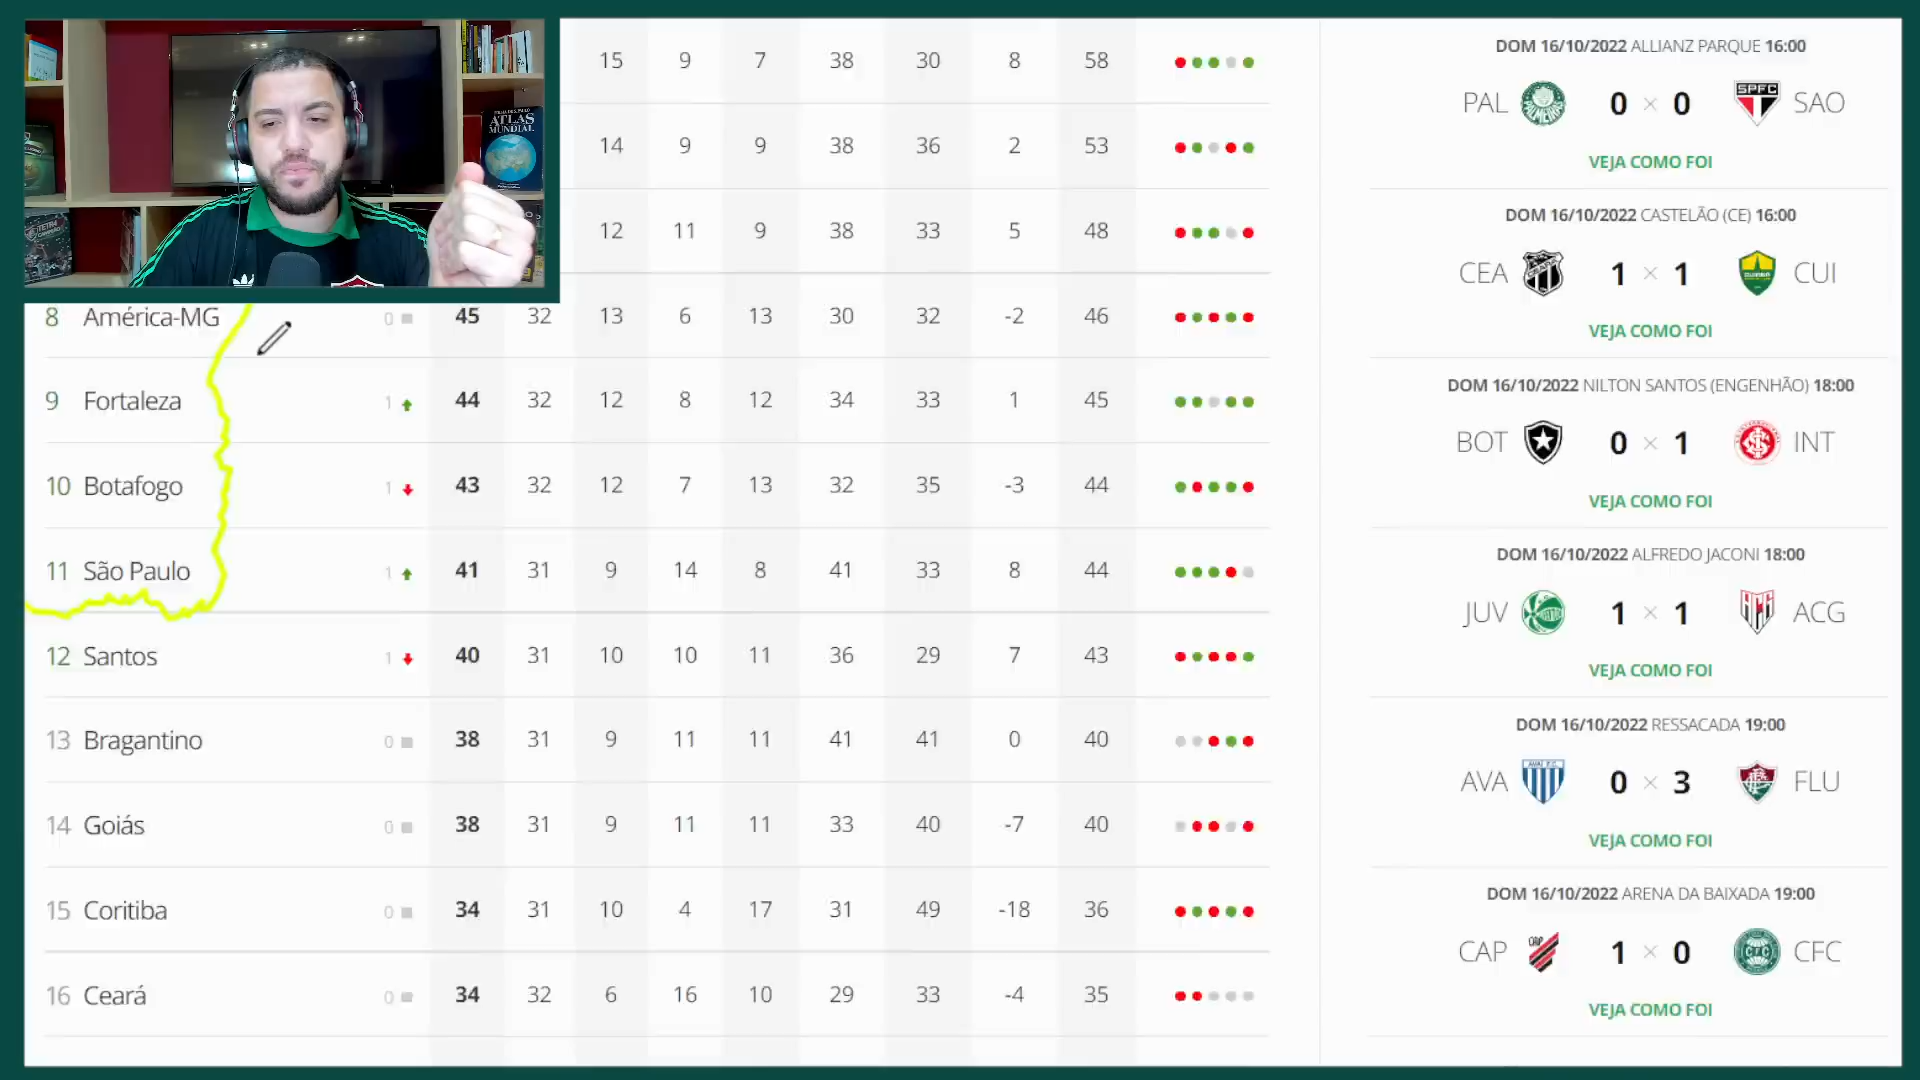 ATLAS
MUNDIAL
15 9 7 38 30 8 58
14 9 9 38 36 2 53
12 11 9 38 33 5 48
8 América-MG 0 45 32 13 6 13 30 32 -2 46
9 Fortaleza 1 44 32 12 8 12 34 33 1 45
10 Botafogo 1 43 32 12 7 13 32 35 -3 44
11 São Paulo 1 41 31 9 14 8 41 33 8 44
12 Santos 1 40 31 10 10 11 36 29 7 43
13 Bragantino 0 38 31 9 11 11 41 41 0 40
14 Goiás 0 38 31 9 11 11 33 40 -7 40
15 Coritiba 0 34 31 10 4 17 31 49 -18 36
16 Ceará 0 34 32 6 16 10 29 33 -4 35
DOM 16/10/2022 ALLIANZ PARQUE 16:00
PAL 0 × 0 SPFC SAO
VEJA COMO FOI
DOM 16/10/2022 CASTELÃO (CE) 16:00
CEA 1 × 1 CUI
VEJA COMO FOI
DOM 16/10/2022 NILTON SANTOS (ENGENHÃO) 18:00
BOT 0 × 1 INT
VEJA COMO FOI
DOM 16/10/2022 ALFREDO JACONI 18:00
JUV 1 × 1 ACG
VEJA COMO FOI
DOM 16/10/2022 RESSACADA 19:00
AVA 0 × 3 FLU
VEJA COMO FOI
DOM 16/10/2022 ARENA DA BAIXADA 19:00
CAP CAP 1 × 0 CFC CFC
VEJA COMO FOI